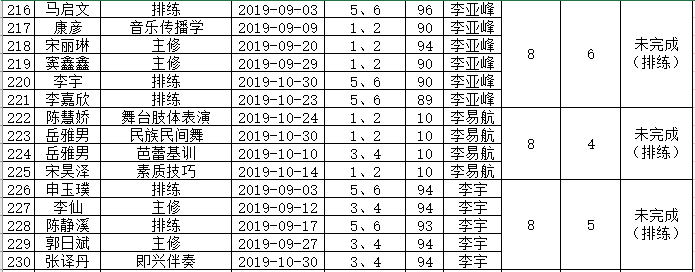 216 马启文 排练 2019-09-03 5、6 96 李亚峰
217 康彦 音乐传播学 2019-09-09 1、2 90 李亚峰
218 宋丽琳 主修 2019-09-20 1、2 94 李亚峰
219 窦鑫鑫 主修 2019-09-29 1、2 90 李亚峰
220 李宇 排练 2019-10-30 5、6 90 李亚峰
221 李嘉欣 排练 2019-10-23 5、6 89 李亚峰
8 6 未完成
（排练）
222 陈慧娇 舞台肢体表演 2019-10-24 1、2 10 李易航
223 岳雅男 民族民间舞 2019-10-30 1、2 10 李易航
224 岳雅男 芭蕾基训 2019-10-10 3、4 10 李易航
225 宋昊泽 素质技巧 2019-10-14 1、2 10 李易航
8 4 未完成
（排练）
226 申玉璞 排练 2019-09-03 5、6 94 李宇
227 李仙 主修 2019-09-12 3、4 94 李宇
228 陈静溪 排练 2019-09-17 5、6 93 李宇
229 郭日斌 主修 2019-09-27 3、4 94 李宇
230 张译丹 即兴伴奏 2019-10-30 3、4 94 李宇
8 5 未完成
（排练）